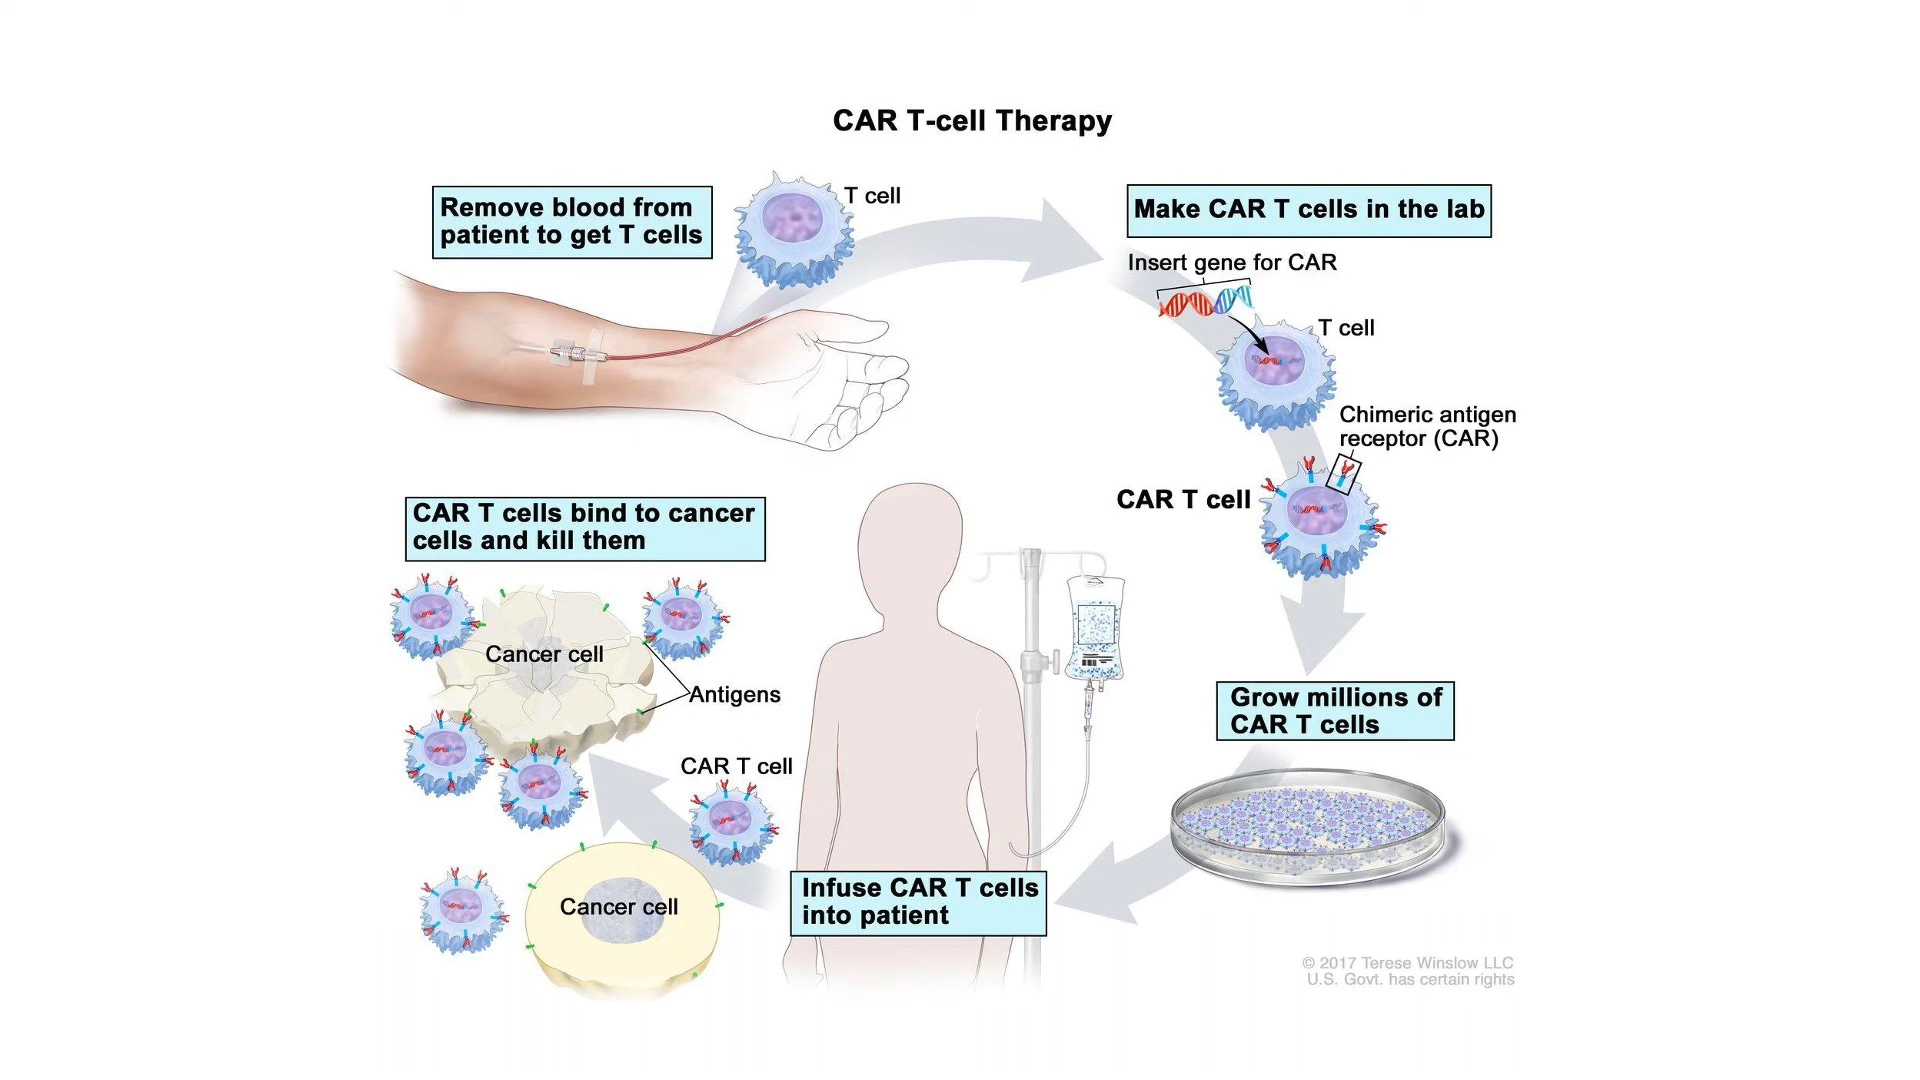 CAR T-cell Therapy
Remove blood from
patient to get T cells
T cell
Make CAR T cells in the lab
Insert gene for CAR
T cell
Chimeric antigen
receptor (CAR)
CAR T cell
Grow millions of
CAR T cells
Infuse CAR T cells
into patient
CAR T cells bind to cancer
cells and kill them
Cancer cell
Antigens
CAR T cell
Cancer cell
© 2017 Terese Winslow LLC
U.S. Govt. has certain rights